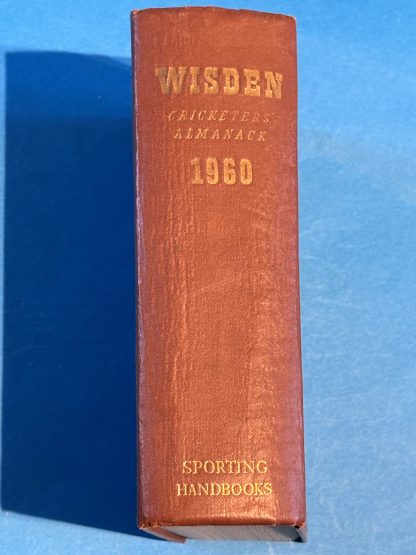 WISDEN
CRICKETERS'
ALMANACK
1960
SPORTING
HANDBOOKS